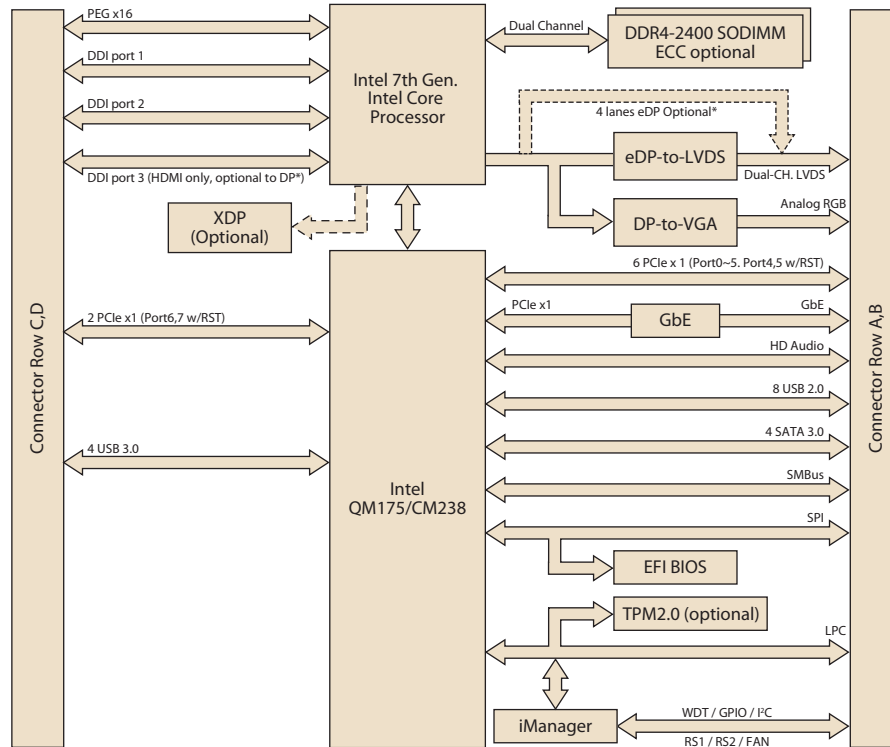 PEG x16
DDI port 1
DDI port 2
DDI port 3 (HDMI only, optional to DP*)
Intel 7th Gen.
Intel Core
Processor
Dual Channel
DDR4-2400 SODIMM
ECC optional
4 lanes eDP Optional*
eDP-to-LVDS
Dual-CH. LVDS
DP-to-VGA
Analog RGB
XDP
(Optional)
Connector Row C,D
Connector Row A,B
2 PCIe x1 (Port6,7 w/RST)
4 USB 3.0
Intel
QM175/CM238
6 PCIe x 1 (Port0~5. Port4,5 w/RST)
PCIe x1
GbE
GbE
HD Audio
8 USB 2.0
4 SATA 3.0
SMBus
SPI
EFI BIOS
TPM2.0 (optional)
LPC
iManager
WDT / GPIO / I²C
RS1 / RS2 / FAN